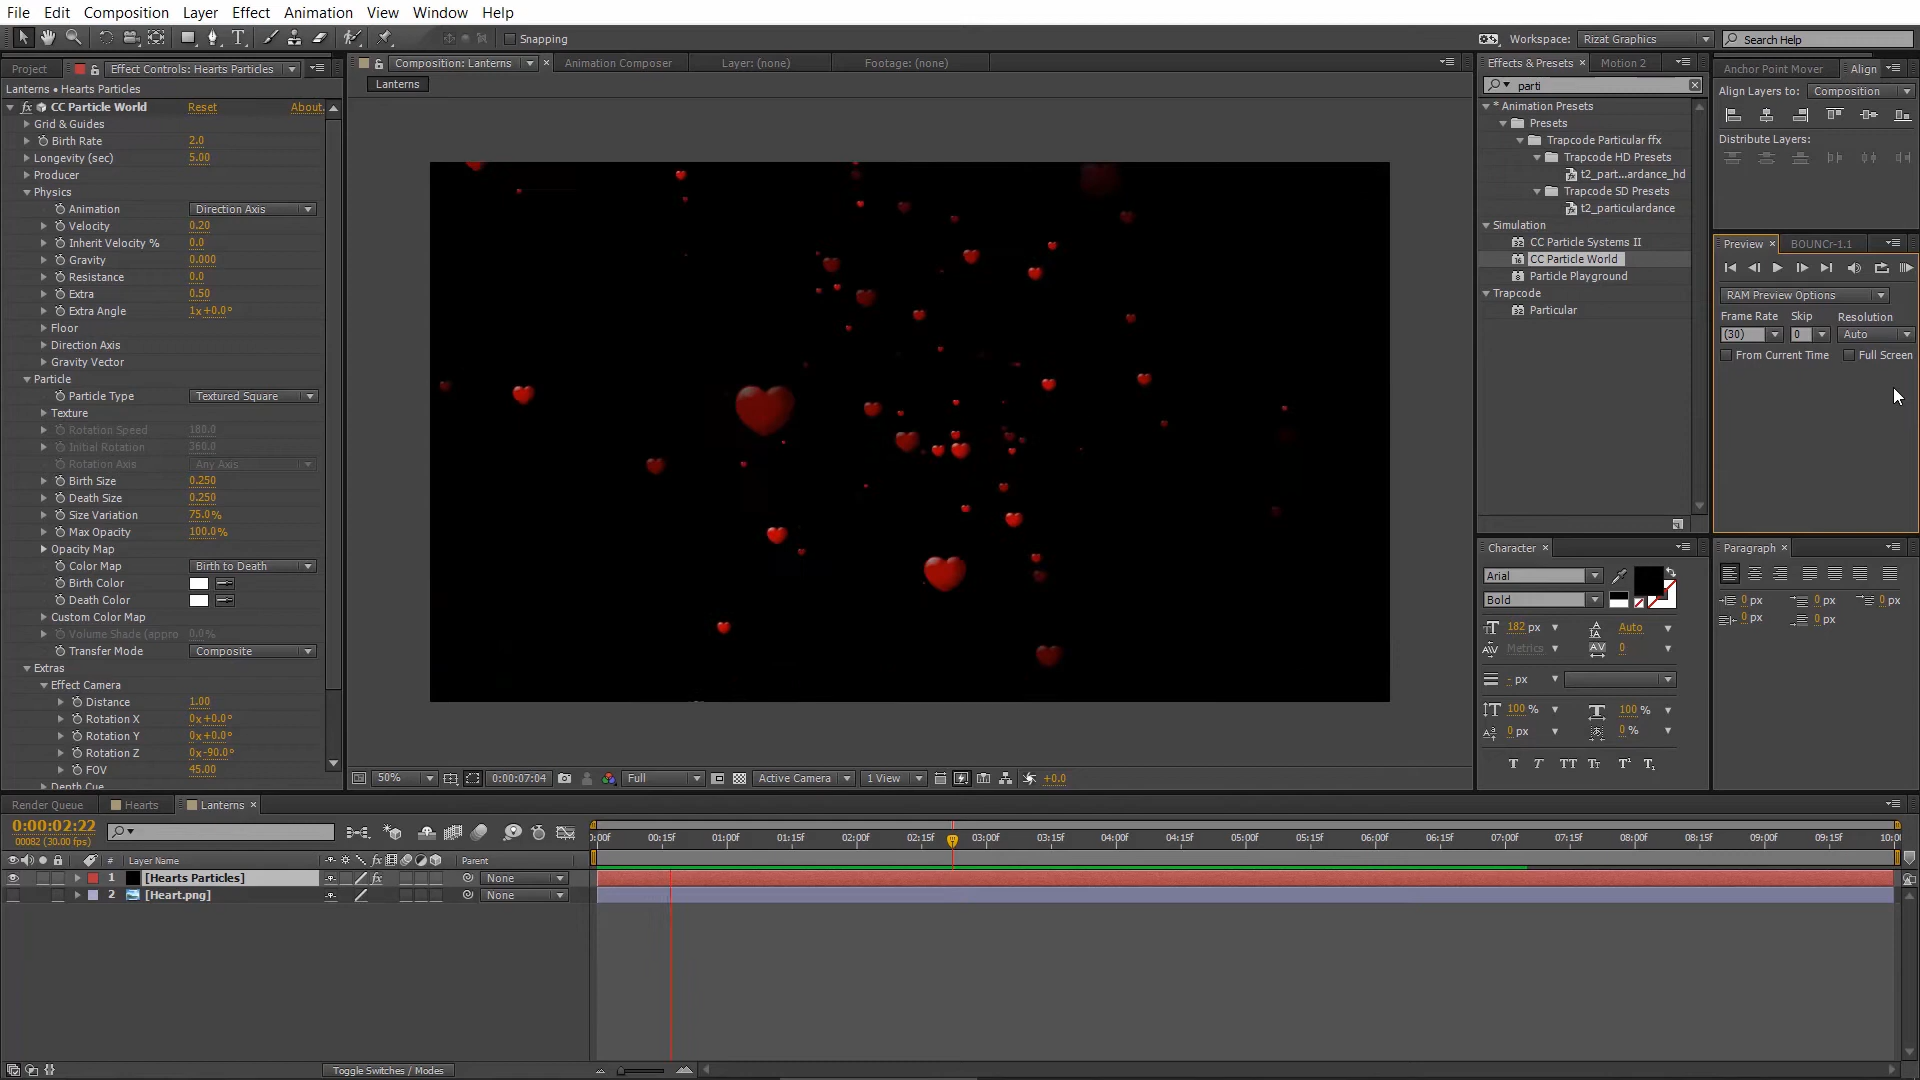 File Edit Composition Layer Effect Animation View Window Help
Snapping
Workspace: Rizat Graphics
Search Help
Project
Effect Controls: Hearts Particles
Lanterns • Hearts Particles
fx CC Particle World Reset About.
Grid & Guides
Birth Rate 2.0
Longevity (sec) 5.00
Producer
Physics
Animation Direction Axis
Velocity 0.20
Inherit Velocity % 0.0
Gravity 0.000
Resistance 0.0
Extra 0.50
Extra Angle 1x+0.0°
Floor
Direction Axis
Gravity Vector
Particle
Particle Type Textured Square
Texture
Rotation Speed 180.0
Initial Rotation 360.0
Rotation Axis Any Axis
Birth Size 0.250
Death Size 0.250
Size Variation 75.0%
Max Opacity 100.0%
Opacity Map
Color Map Birth to Death
Birth Color
Death Color
Custom Color Map
Volume Shade (appro 0.0%
Transfer Mode Composite
Extras
Effect Camera
Distance 1.00
Rotation X 0x+0.0°
Rotation Y 0x+0.0°
Rotation Z 0x-90.0°
FOV 45.00
Depth Cue
Composition: Lanterns
Animation Composer
Layer: (none)
Footage: (none)
Lanterns
50%
0:00:07:04
Full
Active Camera
1 View
+0.0
Effects & Presets
Motion 2
parti
* Animation Presets
Presets
Trapcode Particular ffx
Trapcode HD Presets
t2_part...ardance_hd
Trapcode SD Presets
t2_particulardance
Simulation
CC Particle Systems II
CC Particle World
Particle Playground
Trapcode
Particular
Anchor Point Mover
Align
Align Layers to: Composition
Distribute Layers:
Preview
BOUNCr-1.1
RAM Preview Options
Frame Rate Skip Resolution
(30) 0 Auto
From Current Time Full Screen
Character
Arial
Bold
182 px Auto
Metrics 0
- px
100 % 100 %
0 px 0 %
T T TT Tt T¹ T₁
Paragraph
0 px 0 px 0 px
0 px 0 px
Render Queue
Hearts
Lanterns
0:00:02:22
00082 (30.00 fps)
# Layer Name fx Parent
1 [Hearts Particles] fx None
2 [Heart.png] None
):00f 00:15f 01:00f 01:15f 02:00f 02:15f 03:00f 03:15f 04:00f 04:15f 05:00f 05:15f 06:00f 06:15f 07:00f 07:15f 08:00f 08:15f 09:00f 09:15f 10:0
Toggle Switches / Modes